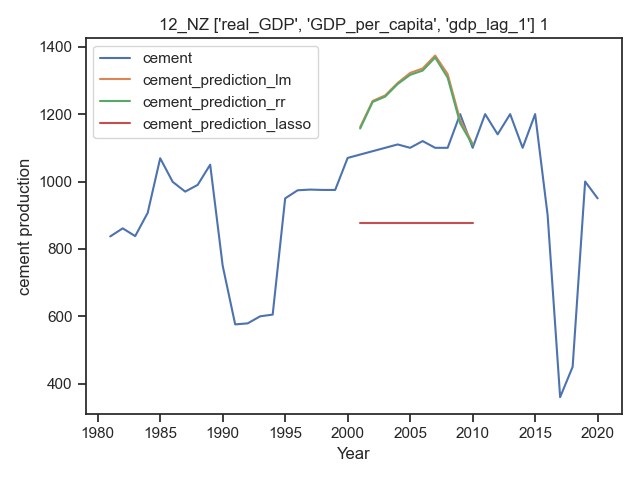 12_NZ ['real_GDP', 'GDP_per_capita', 'gdp_lag_1'] 1
cement
cement_prediction_lm
cement_prediction_rr
cement_prediction_lasso
1400
1200
1000
800
600
400
cement production
1980 1985 1990 1995 2000 2005 2010 2015 2020
Year